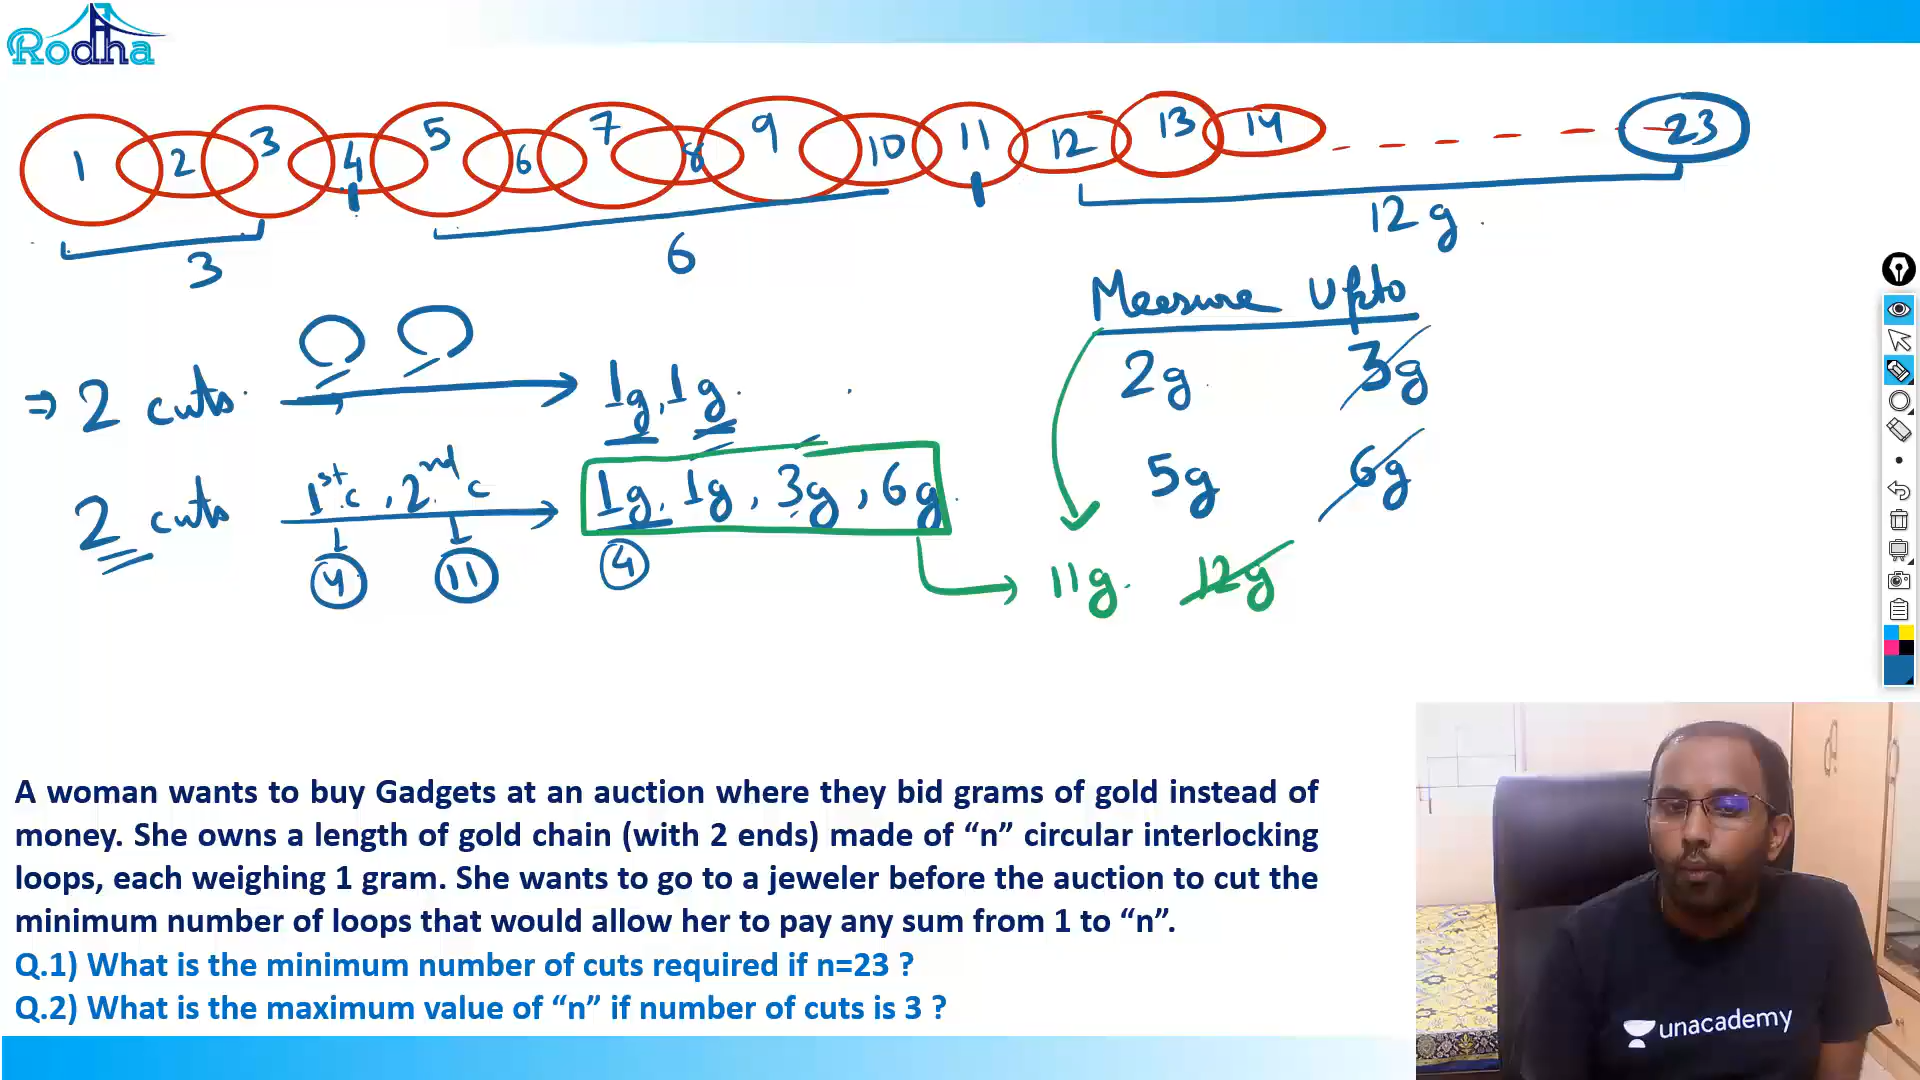 Rodha
1 2 3 4 5 6 7 8 9 10 11 12 13 14 23
3 6 12 g
Measure Upto
⇒ 2 cuts 1g, 1g 2g 3g
2 cuts 1st c, 2nd c 1g, 1g, 3g, 6g 5g 6g
4 11 4 11g 12g
A woman wants to buy Gadgets at an auction where they bid grams of gold instead of
money. She owns a length of gold chain (with 2 ends) made of “n” circular interlocking
loops, each weighing 1 gram. She wants to go to a jeweler before the auction to cut the
minimum number of loops that would allow her to pay any sum from 1 to “n”.
Q.1) What is the minimum number of cuts required if n=23 ?
Q.2) What is the maximum value of “n” if number of cuts is 3 ?
unacademy